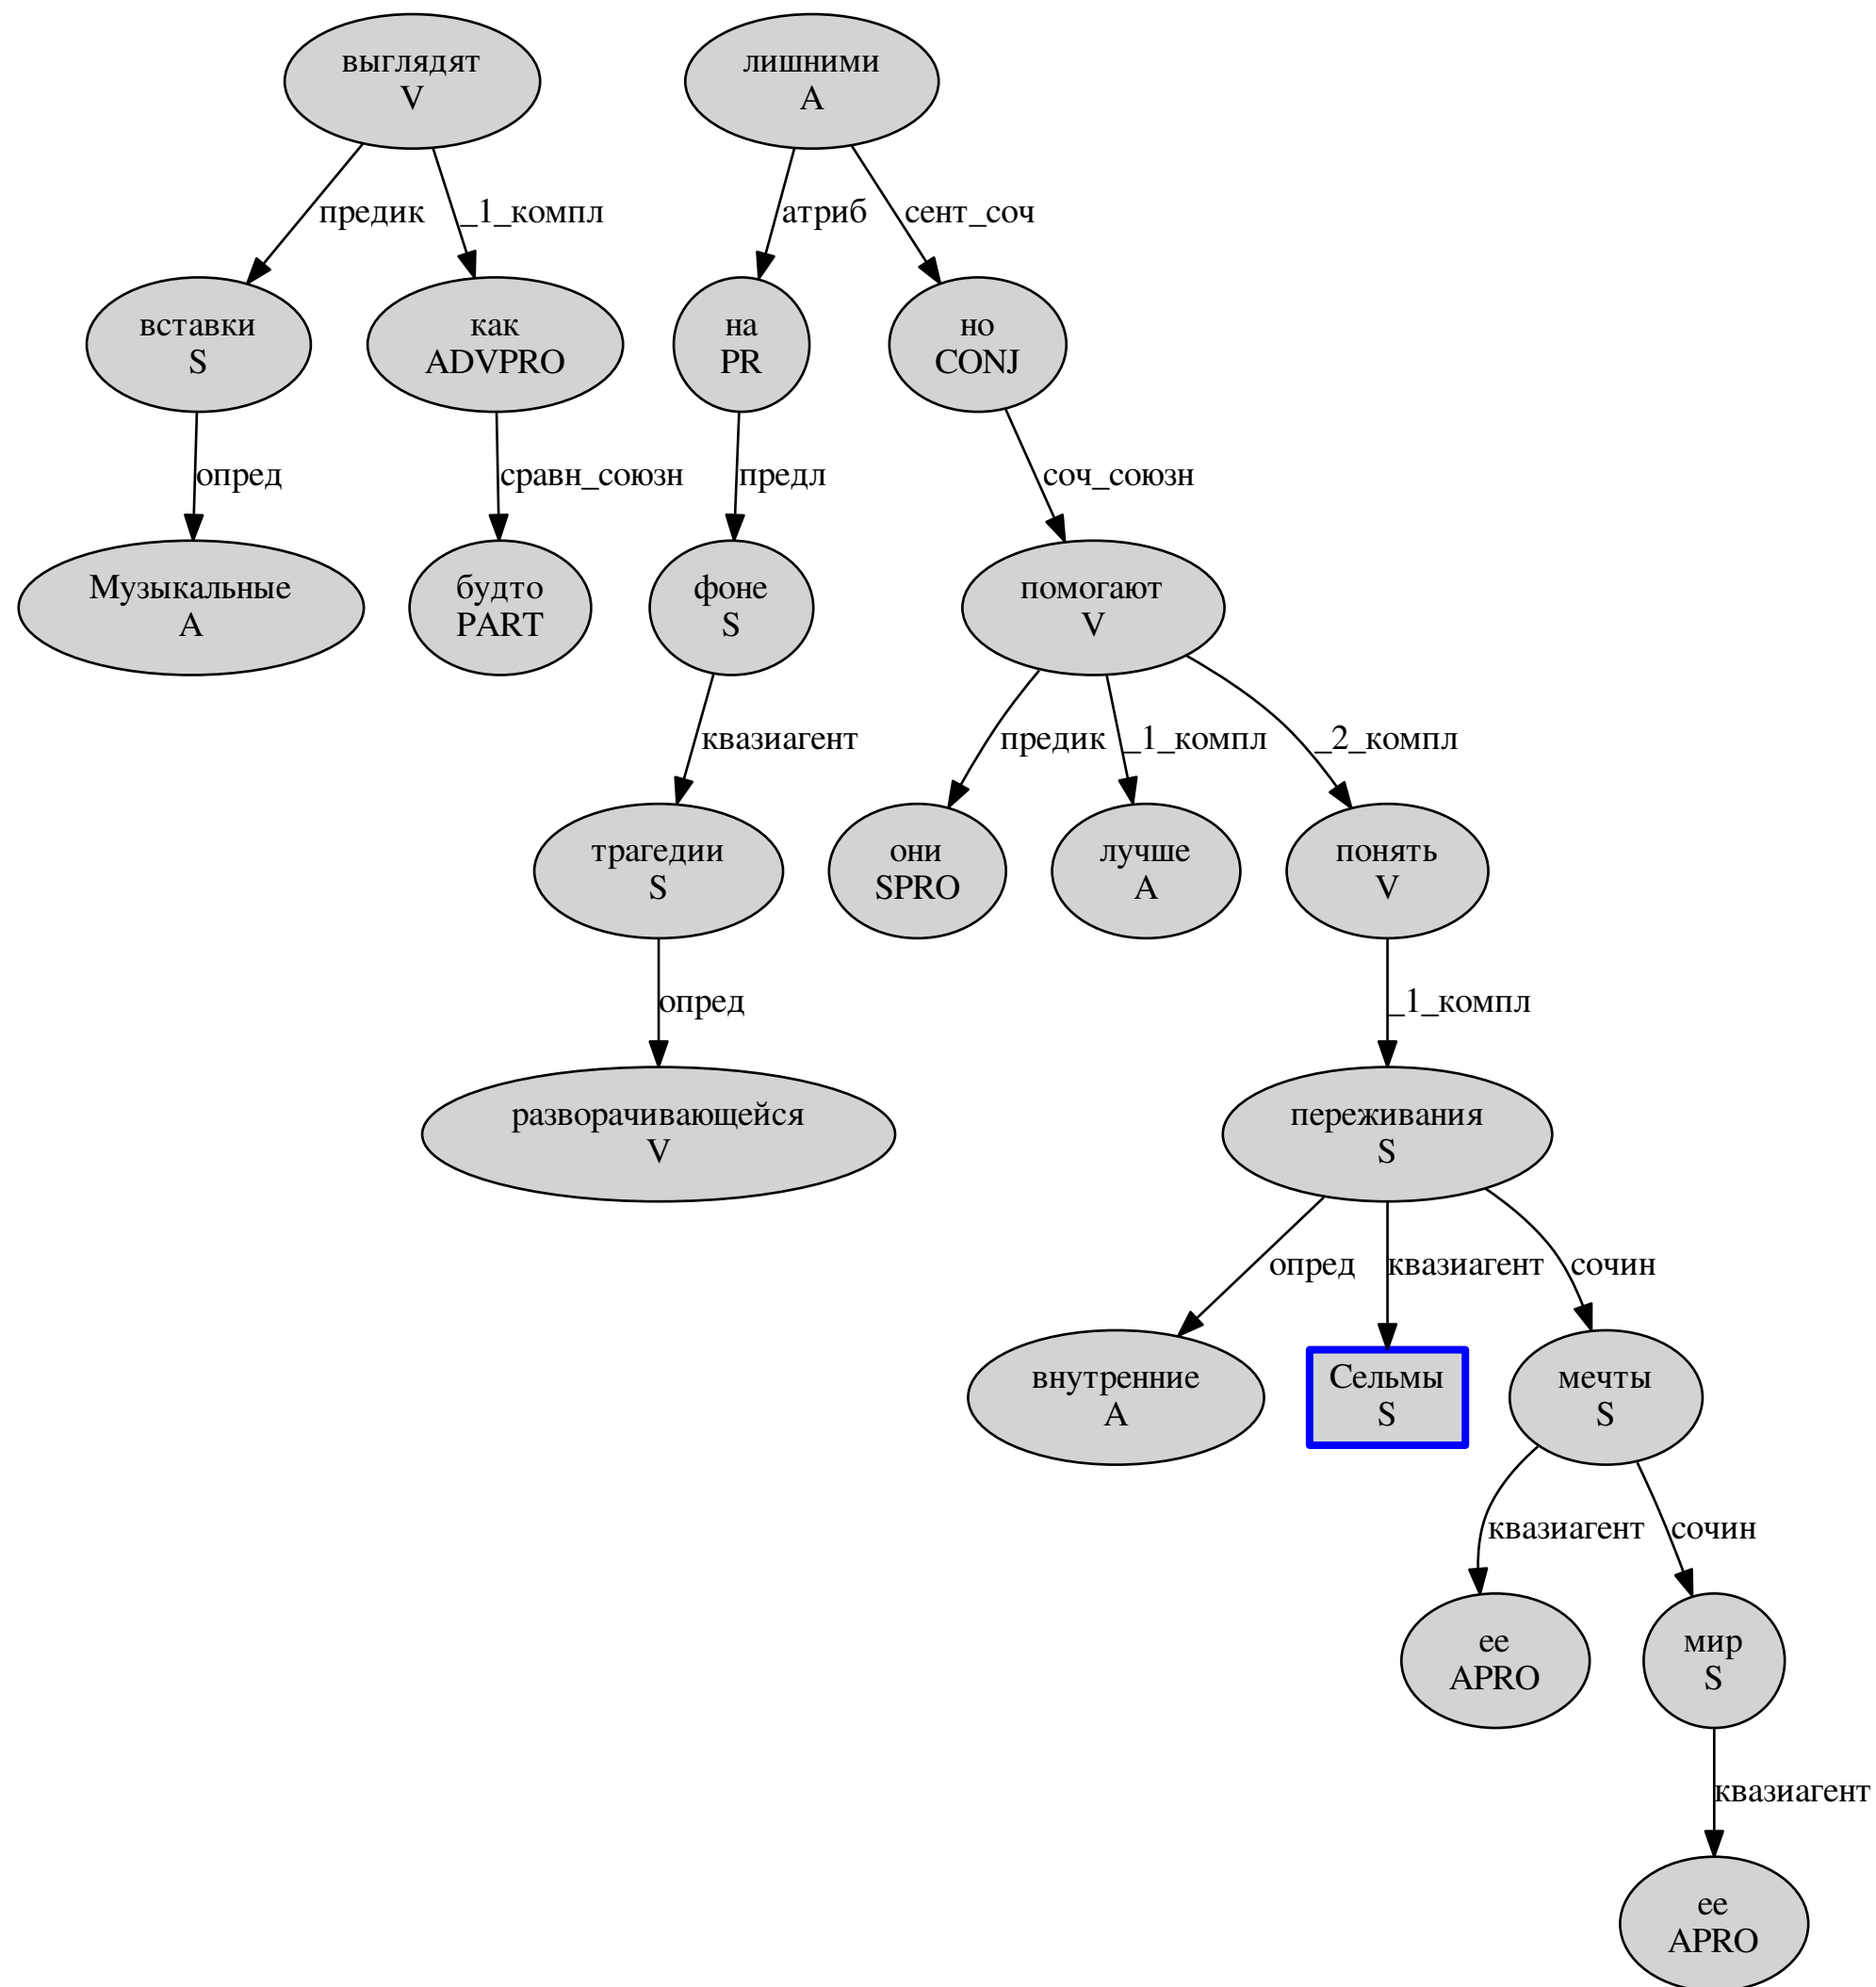 выглядят
V
лишними
A
предик
_1_компл
атриб
сент_соч
вставки
S
как
ADVPRO
на
PR
но
CONJ
опред
сравн_союзн
предл
соч_союзн
Музыкальные
A
будто
PART
фоне
S
помогают
V
квазиагент
предик
_1_компл
_2_компл
трагедии
S
они
SPRO
лучше
A
понять
V
опред
_1_компл
разворачивающейся
V
переживания
S
опред
квазиагент
сочин
внутренние
A
Сельмы
S
мечты
S
квазиагент
сочин
ее
APRO
мир
S
квазиагент
ее
APRO